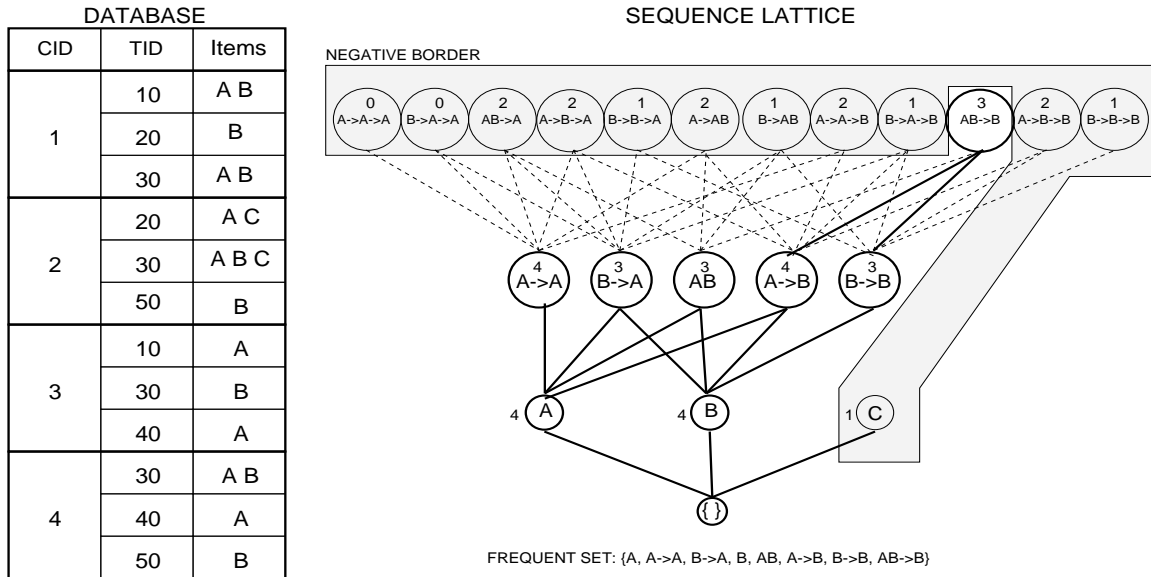 DATABASE
CID TID Items
1
10 A B
20 B
30 A B
2
20 A C
30 A B C
50 B
3
10 A
30 B
40 A
4
30 A B
40 A
50 B
SEQUENCE LATTICE
NEGATIVE BORDER
0 0 2 2 1 2 1 2 1 3 2 1
A->A->A B->A->A AB->A A->B->A B->B->A A->AB B->AB A->A->B B->A->B AB->B A->B->B B->B->B
4 3 3 4 3
A->A B->A AB A->B B->B
4 A 4 B 1 C
{ }
FREQUENT SET: {A, A->A, B->A, B, AB, A->B, B->B, AB->B}